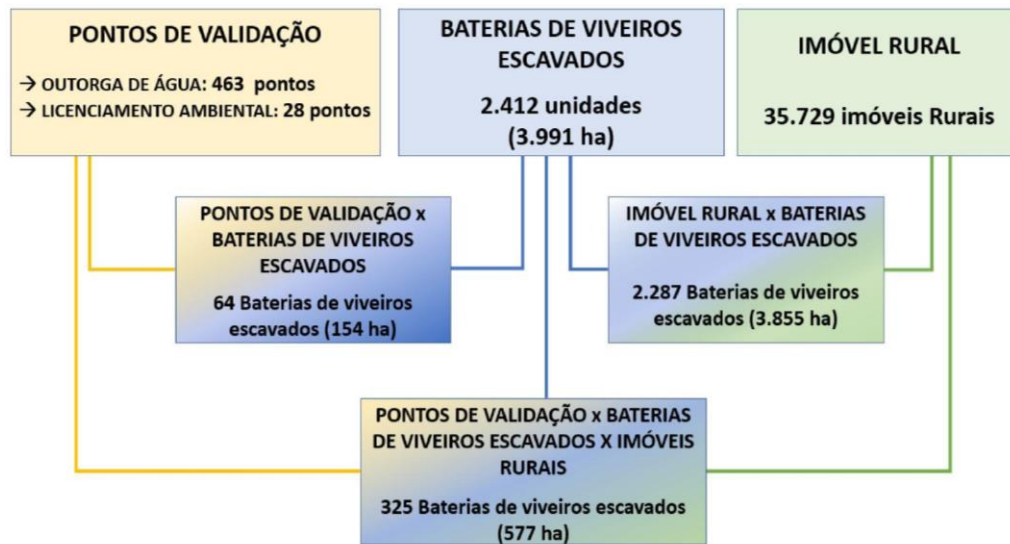 PONTOS DE VALIDAÇÃO
→ OUTORGA DE ÁGUA: 463 pontos
→ LICENCIAMENTO AMBIENTAL: 28 pontos
BATERIAS DE VIVEIROS
ESCAVADOS
2.412 unidades
(3.991 ha)
IMÓVEL RURAL
35.729 imóveis Rurais
PONTOS DE VALIDAÇÃO x
BATERIAS DE VIVEIROS
ESCAVADOS
64 Baterias de viveiros
escavados (154 ha)
IMÓVEL RURAL x BATERIAS
DE VIVEIROS ESCAVADOS
2.287 Baterias de viveiros
escavados (3.855 ha)
PONTOS DE VALIDAÇÃO x BATERIAS
DE VIVEIROS ESCAVADOS X IMÓVEIS
RURAIS
325 Baterias de viveiros escavados
(577 ha)